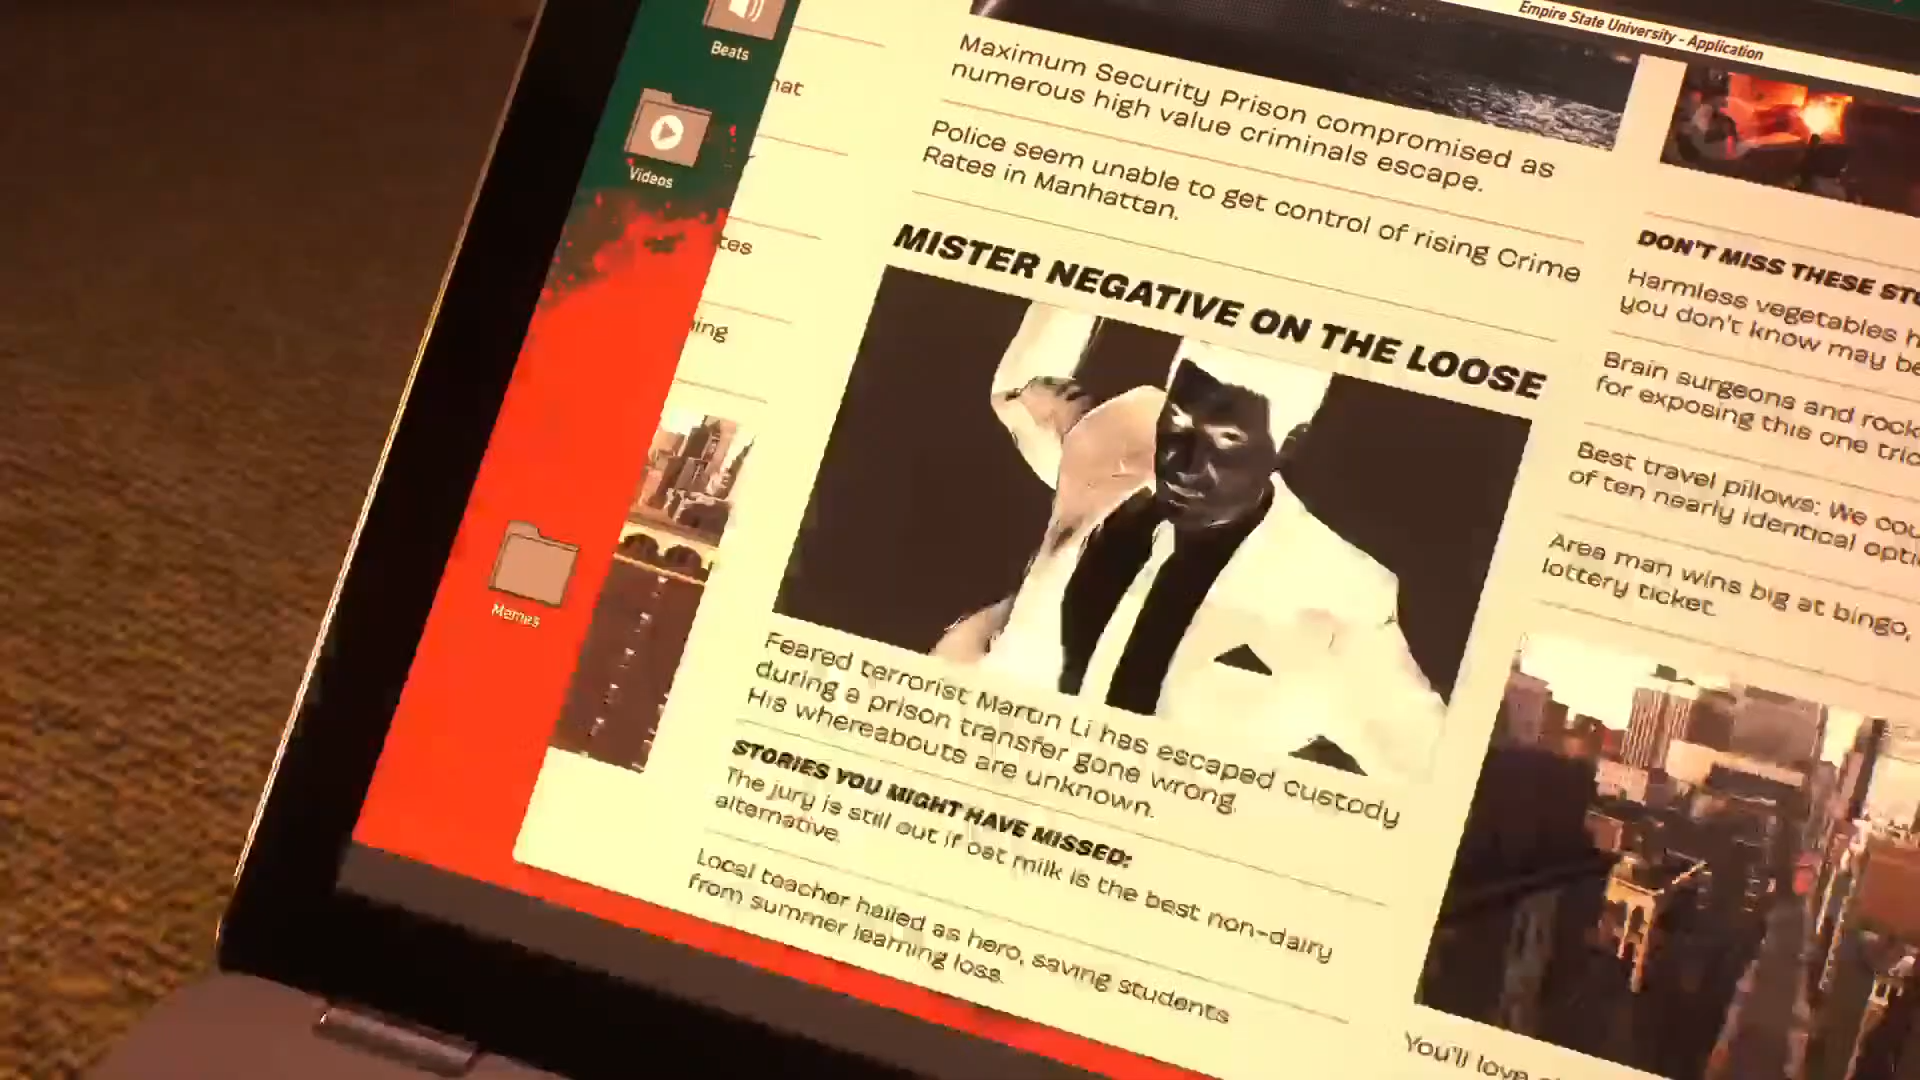 Empire State University - Application
Beats
Videos
Memes
hat
tes
ing
Maximum Security Prison compromised as
numerous high value criminals escape.
Police seem unable to get control of rising Crime
Rates in Manhattan.
MISTER NEGATIVE ON THE LOOSE
Feared terrorist Martin Li has escaped custody
during a prison transfer gone wrong.
His whereabouts are unknown.
STORIES YOU MIGHT HAVE MISSED:
The jury is still out if oat milk is the best non-dairy
alternative.
Local teacher hailed as hero, saving students
from summer learning loss.
DON'T MISS THESE
Harmless vegetables
you don't know may
Brain surgeons and
for exposing this one
Best travel pillows: We
of ten nearly identical
Area man wins big at bingo,
lottery ticket.
You'll love